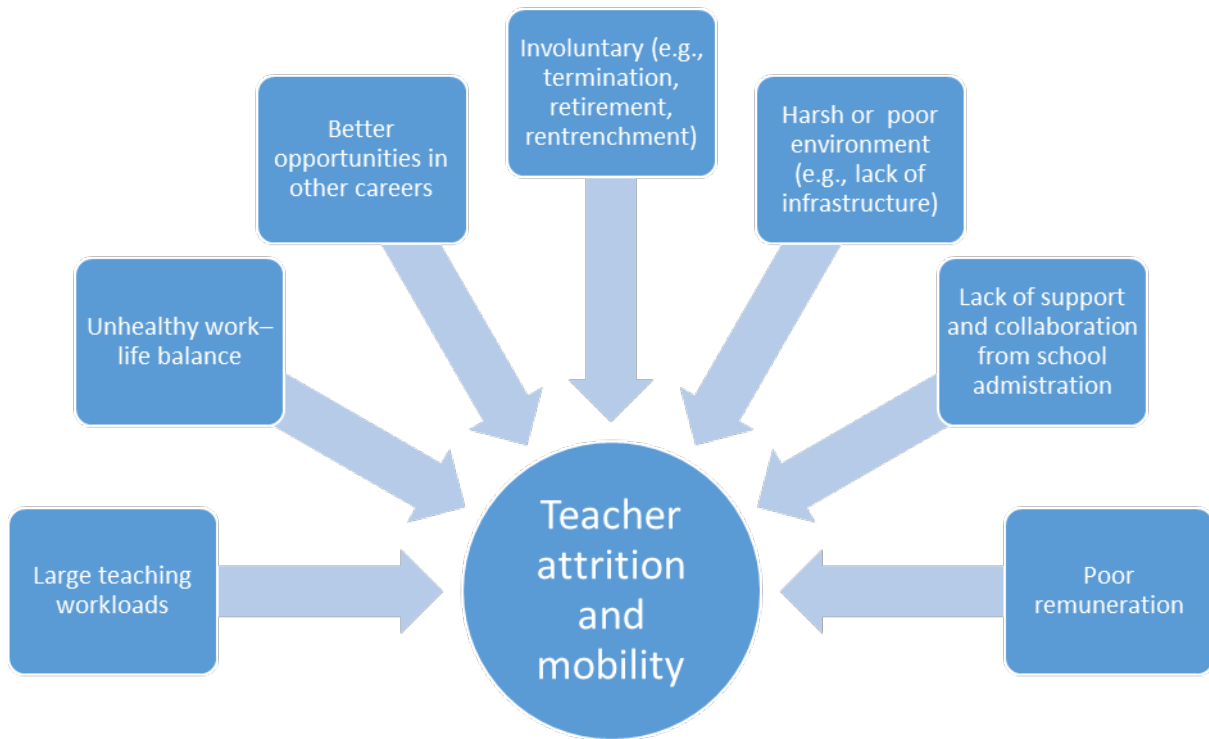 Involuntary (e.g.,
termination,
retirement,
rentrenchment)
Better
opportunities in
other careers
Harsh or  poor
environment
(e.g., lack of
infrastructure)
Unhealthy work–
life balance
Lack of support
and collaboration
from school
admistration
Large teaching
workloads
Teacher
attrition
and
mobility
Poor
remuneration